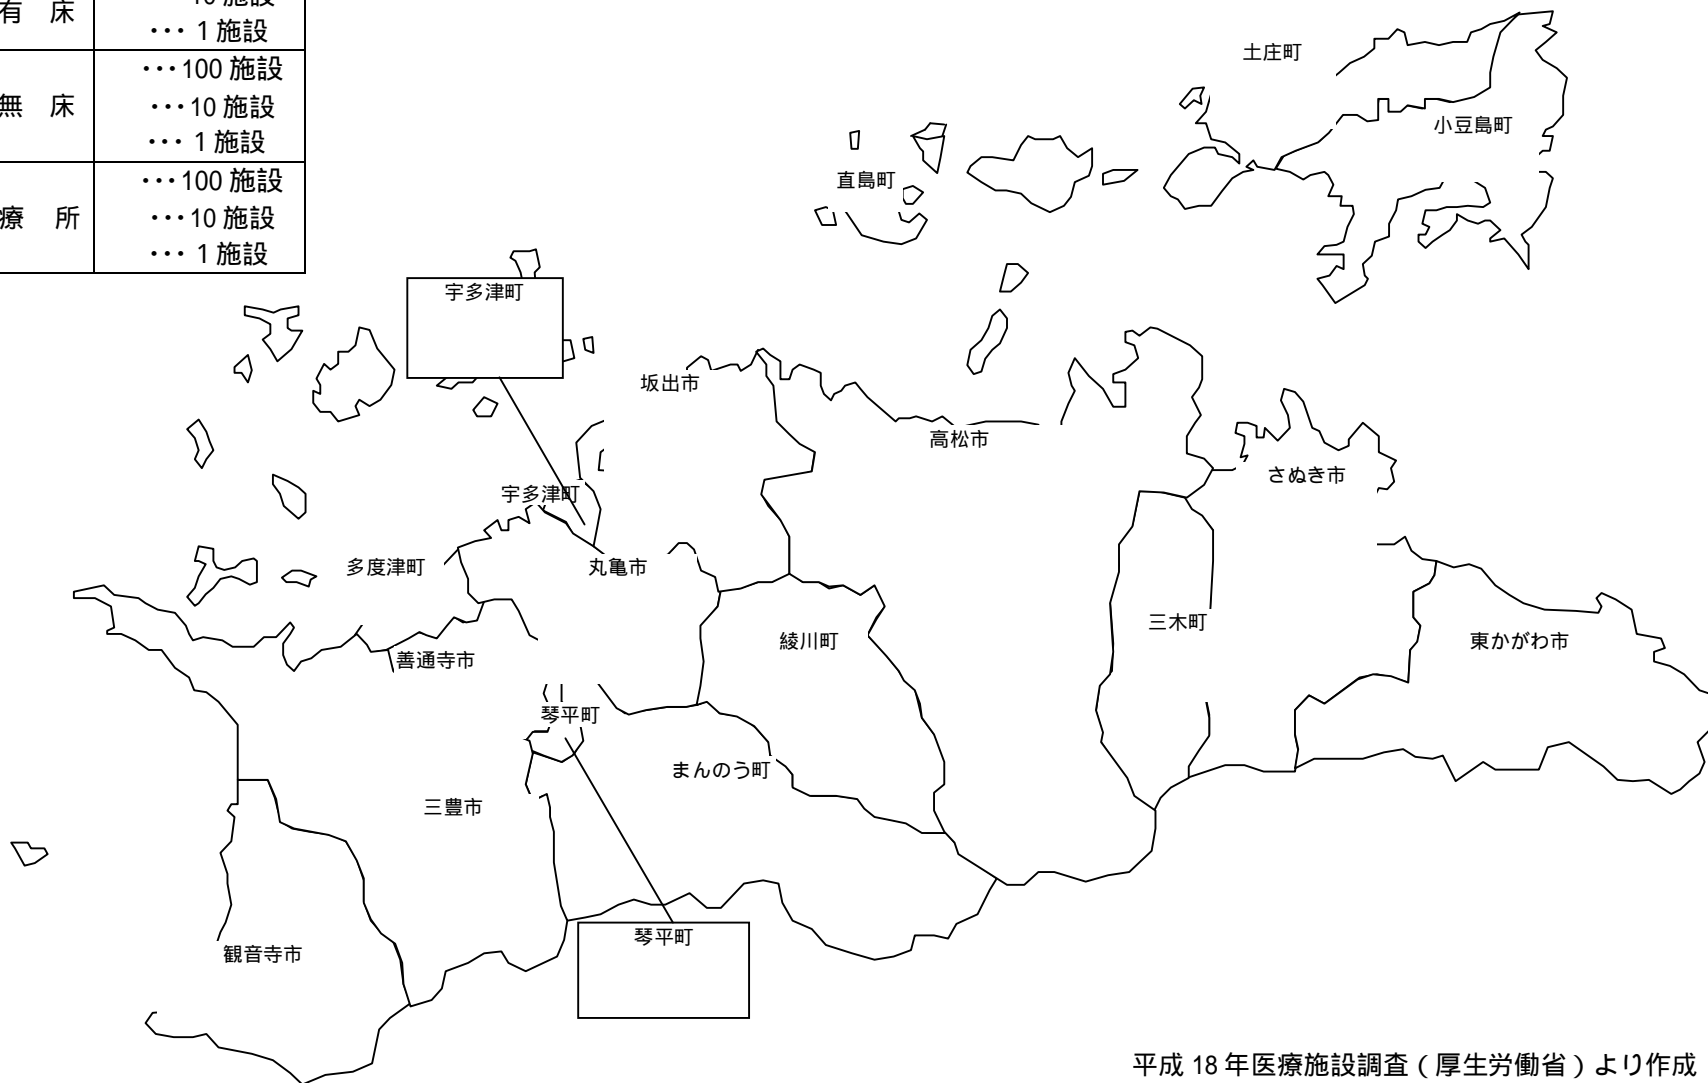 有 床
10 施設
・・・ 1 施設
無 床
・・・100 施設
・・・10 施設
・・・ 1 施設
療 所
・・・100 施設
・・・10 施設
・・・ 1 施設
土庄町
小豆島町
直島町
宇多津町
坂出市
高松市
さぬき市
宇多津町
多度津町
丸亀市
三木町
綾川町
東かがわ市
善通寺市
琴平町
まんのう町
三豊市
琴平町
観音寺市
平成 18 年医療施設調査（厚生労働省）より作成